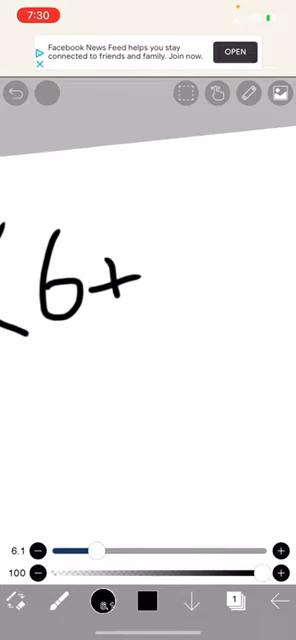 7:30
Facebook News Feed helps you stay
connected to friends and family. Join now.
OPEN
6+
6.1
100
1